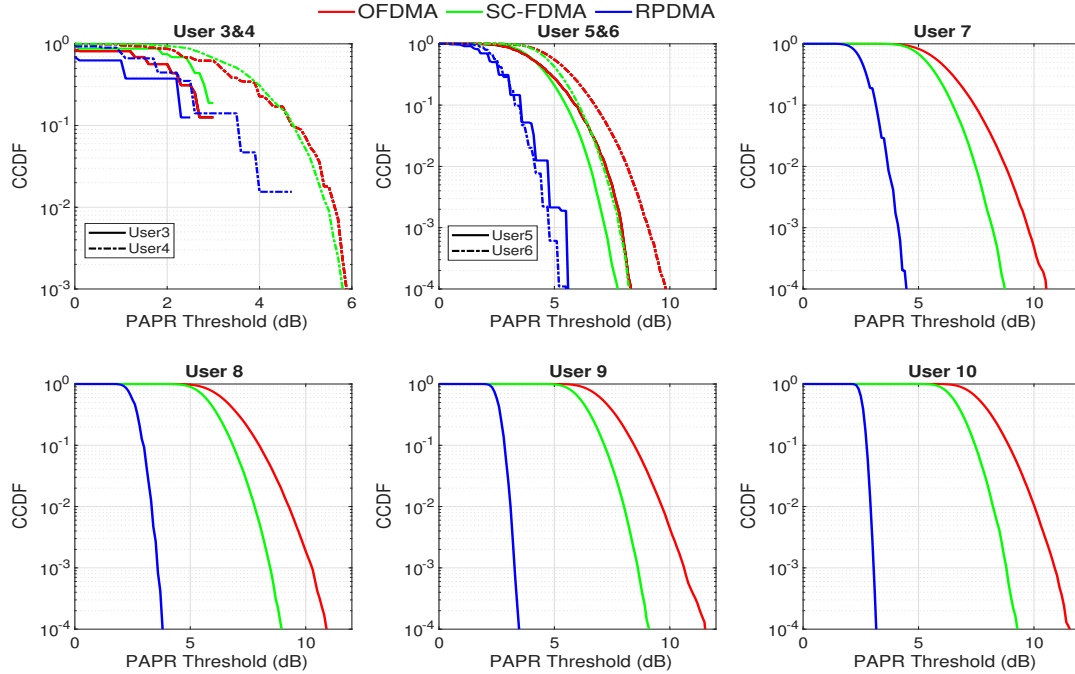 OFDMA SC-FDMA RPDMA
User 3&4
10^0
10^-1
10^-2
10^-3
CCDF
User3
User4
0 2 4 6
PAPR Threshold (dB)
User 5&6
10^0
10^-1
10^-2
10^-3
10^-4
CCDF
User5
User6
0 5 10
PAPR Threshold (dB)
User 7
10^0
10^-1
10^-2
10^-3
10^-4
CCDF
0 5 10
PAPR Threshold (dB)
User 8
10^0
10^-1
10^-2
10^-3
10^-4
CCDF
0 5 10
PAPR Threshold (dB)
User 9
10^0
10^-1
10^-2
10^-3
10^-4
CCDF
0 5 10
PAPR Threshold (dB)
User 10
10^0
10^-1
10^-2
10^-3
10^-4
CCDF
0 5 10
PAPR Threshold (dB)